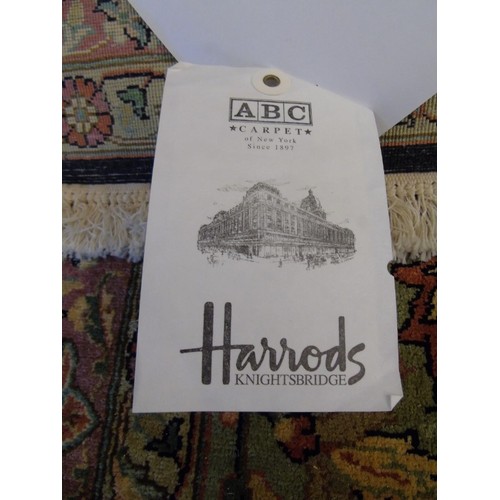 ABC
★CARPET★
of New York
Since 1897
Harrods
KNIGHTSBRIDGE